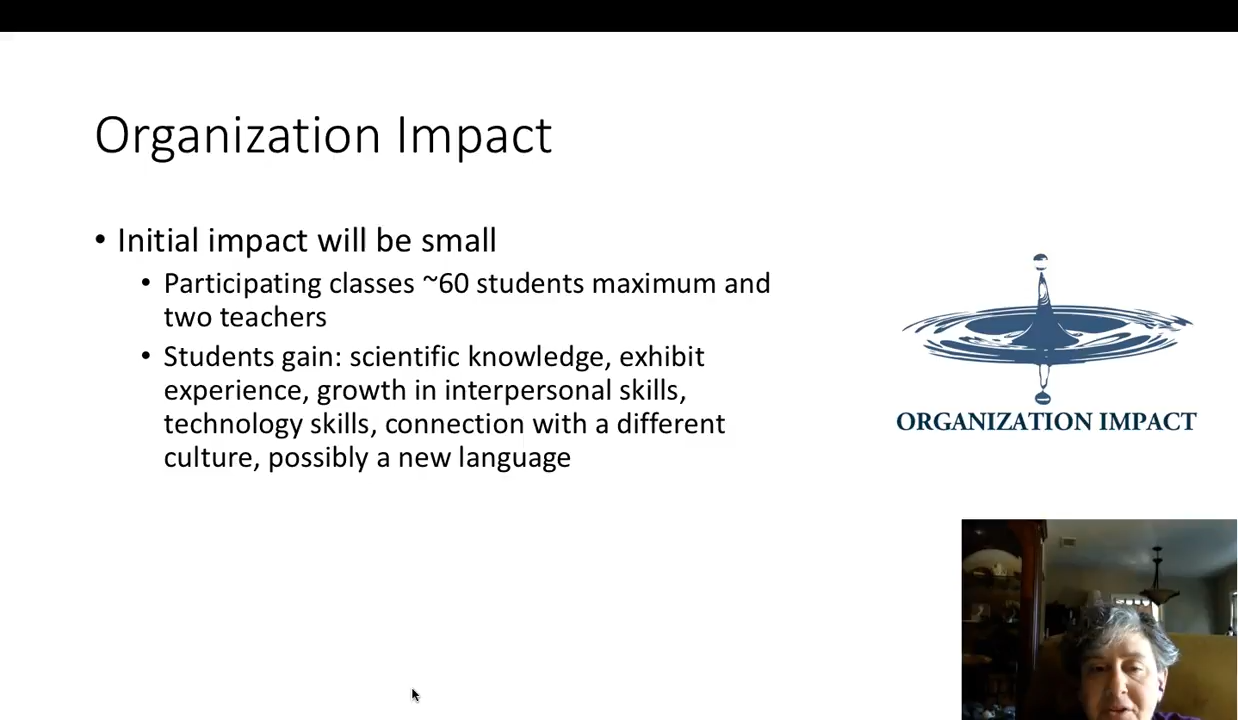 Organization Impact
• Initial impact will be small
• Participating classes ~60 students maximum and
two teachers
• Students gain: scientific knowledge, exhibit
experience, growth in interpersonal skills,
technology skills, connection with a different
culture, possibly a new language
ORGANIZATION IMPACT